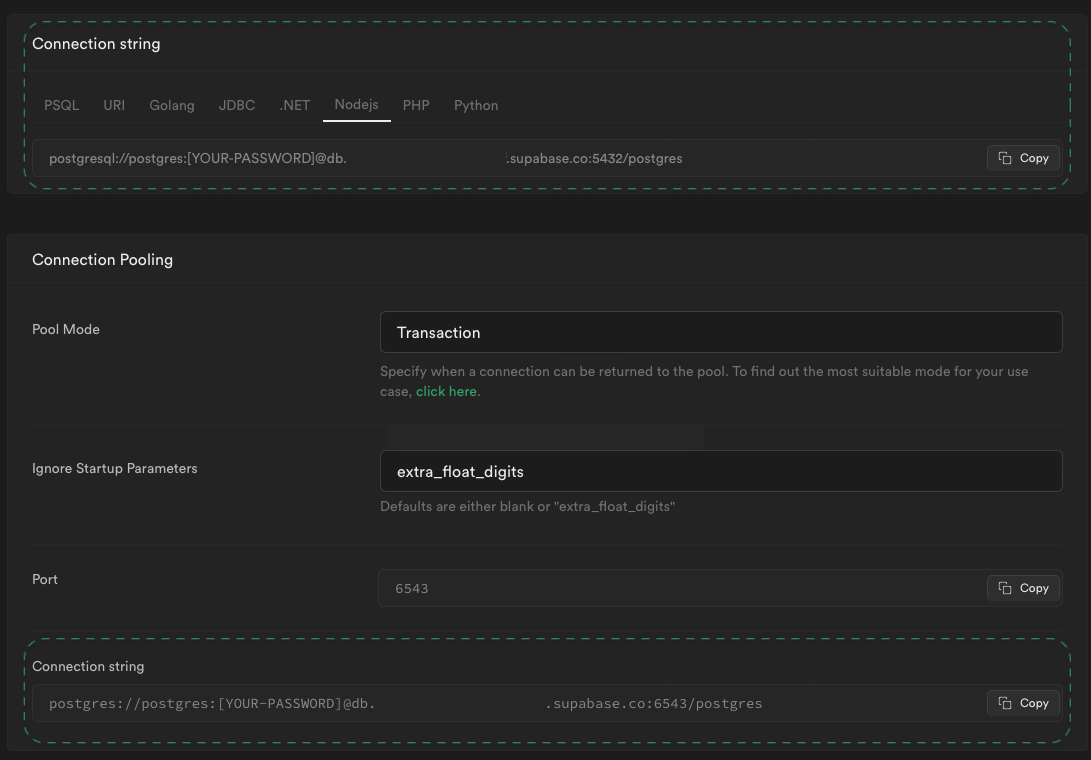 Connection string
PSQL URI Golang JDBC .NET Nodejs PHP Python
postgresql://postgres:[YOUR-PASSWORD]@db. .supabase.co:5432/postgres Copy
Connection Pooling
Pool Mode Transaction
Specify when a connection can be returned to the pool. To find out the most suitable mode for your use
case, click here.
Ignore Startup Parameters extra_float_digits
Defaults are either blank or "extra_float_digits"
Port 6543 Copy
Connection string
postgres://postgres:[YOUR-PASSWORD]@db. .supabase.co:6543/postgres Copy